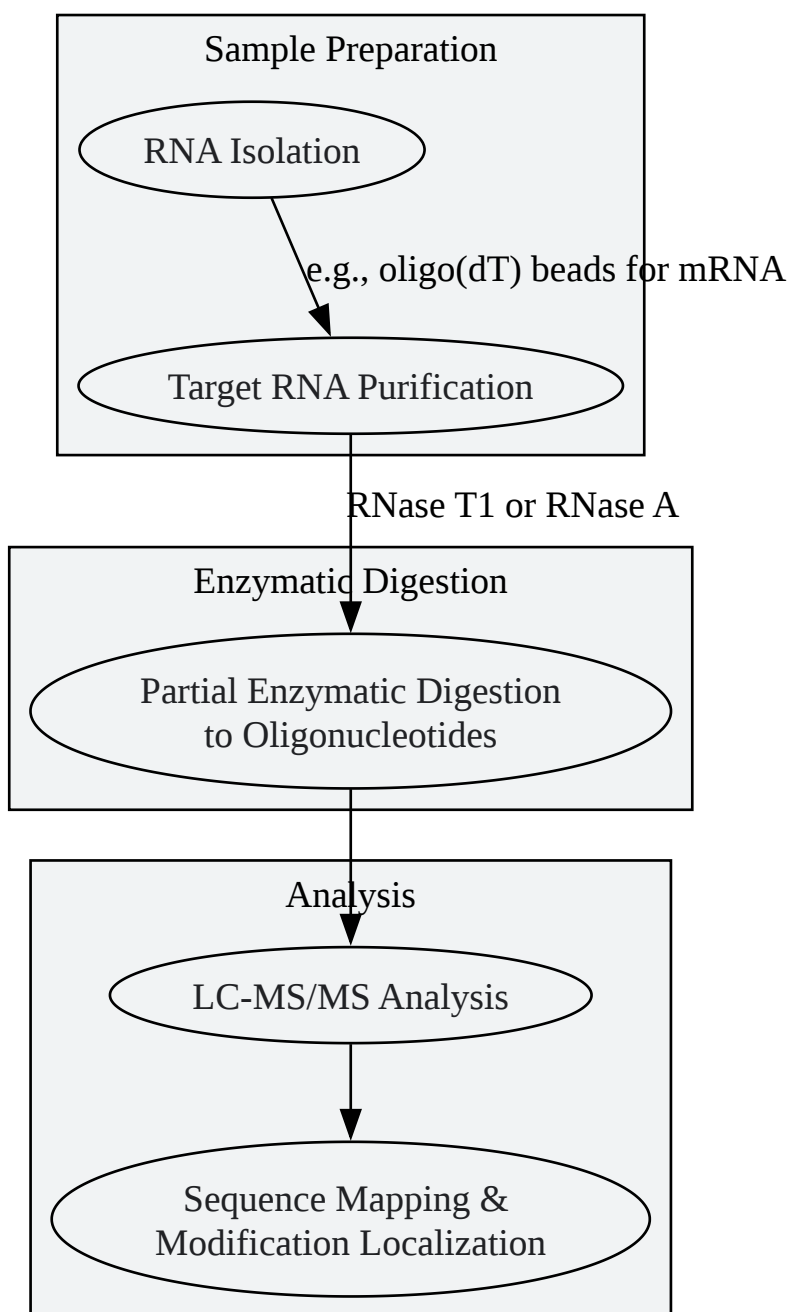 Sample Preparation
RNA Isolation
e.g., oligo(dT) beads for mRNA
Target RNA Purification
RNase T1 or RNase A
Enzymatic Digestion
Partial Enzymatic Digestion
to Oligonucleotides
Analysis
LC-MS/MS Analysis
Sequence Mapping &
Modification Localization